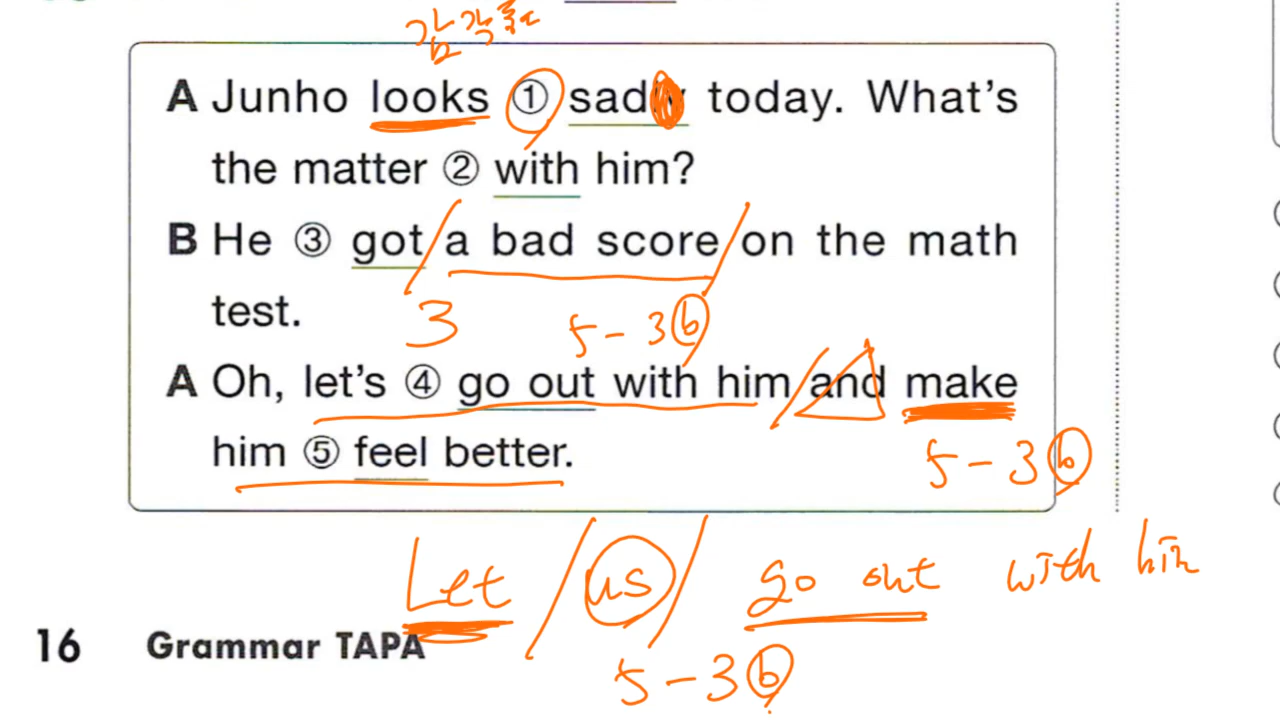 감각동
A Junho looks ① sadly today. What's
the matter ② with him?
B He ③ got a bad score on the math
test.
3 5-3ⓑ
A Oh, let's ④ go out with him and make
him ⑤ feel better.
5-3ⓑ
Let / us / go out with him
5-3ⓑ
16 Grammar TAPA